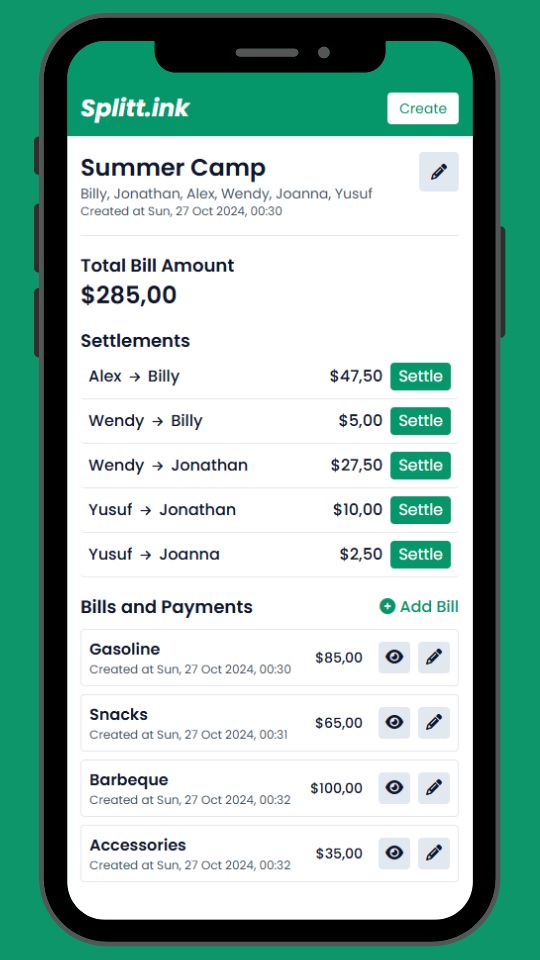 Splitt.ink
Create
Summer Camp
Billy, Jonathan, Alex, Wendy, Joanna, Yusuf
Created at Sun, 27 Oct 2024, 00:30
Total Bill Amount
$285,00
Settlements
Alex → Billy $47,50 Settle
Wendy → Billy $5,00 Settle
Wendy → Jonathan $27,50 Settle
Yusuf → Jonathan $10,00 Settle
Yusuf → Joanna $2,50 Settle
Bills and Payments
Add Bill
Gasoline
Created at Sun, 27 Oct 2024, 00:30
$85,00
Snacks
Created at Sun, 27 Oct 2024, 00:31
$65,00
Barbeque
Created at Sun, 27 Oct 2024, 00:32
$100,00
Accessories
Created at Sun, 27 Oct 2024, 00:32
$35,00